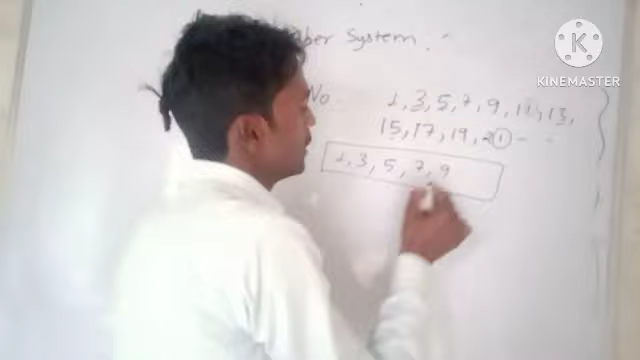 System
No 1, 3, 5, 7, 9, 11, 13,
15, 17, 19, 21 - -
1, 3, 5, 7, 9
K
KINEMASTER